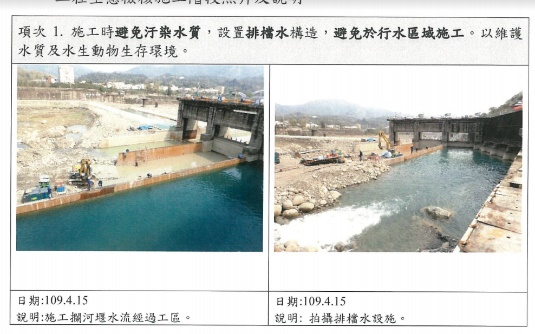 工程生態檢核施工階段照片及說明
項次 1. 施工時避免汙染水質，設置排檔水構造，避免於行水區域施工。以維護
水質及水生動物生存環境。
日期:109.4.15
說明:施工攔河堰水流經過工區。
日期:109.4.15
說明: 拍攝排檔水設施。